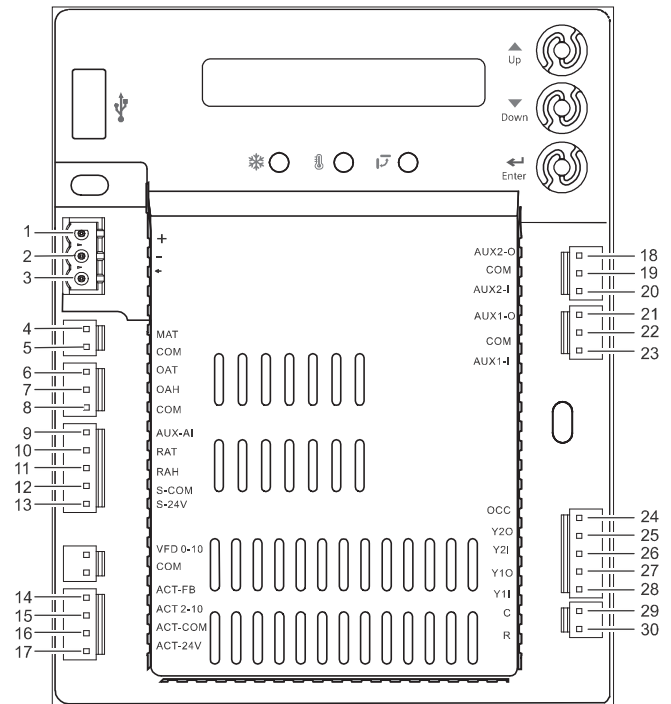 Up
Down
Enter
1
2
3
+
-
4
5
MAT
COM
6
7
8
OAT
OAH
COM
9
10
11
12
13
AUX-AI
RAT
RAH
S-COM
S-24V
VFD 0-10
COM
14
15
16
17
ACT-FB
ACT 2-10
ACT-COM
ACT-24V
AUX2-O
COM
AUX2-I
18
19
20
AUX1-O
COM
AUX1-I
21
22
23
OCC
Y2O
Y2I
Y1O
Y1I
24
25
26
27
28
C
R
29
30